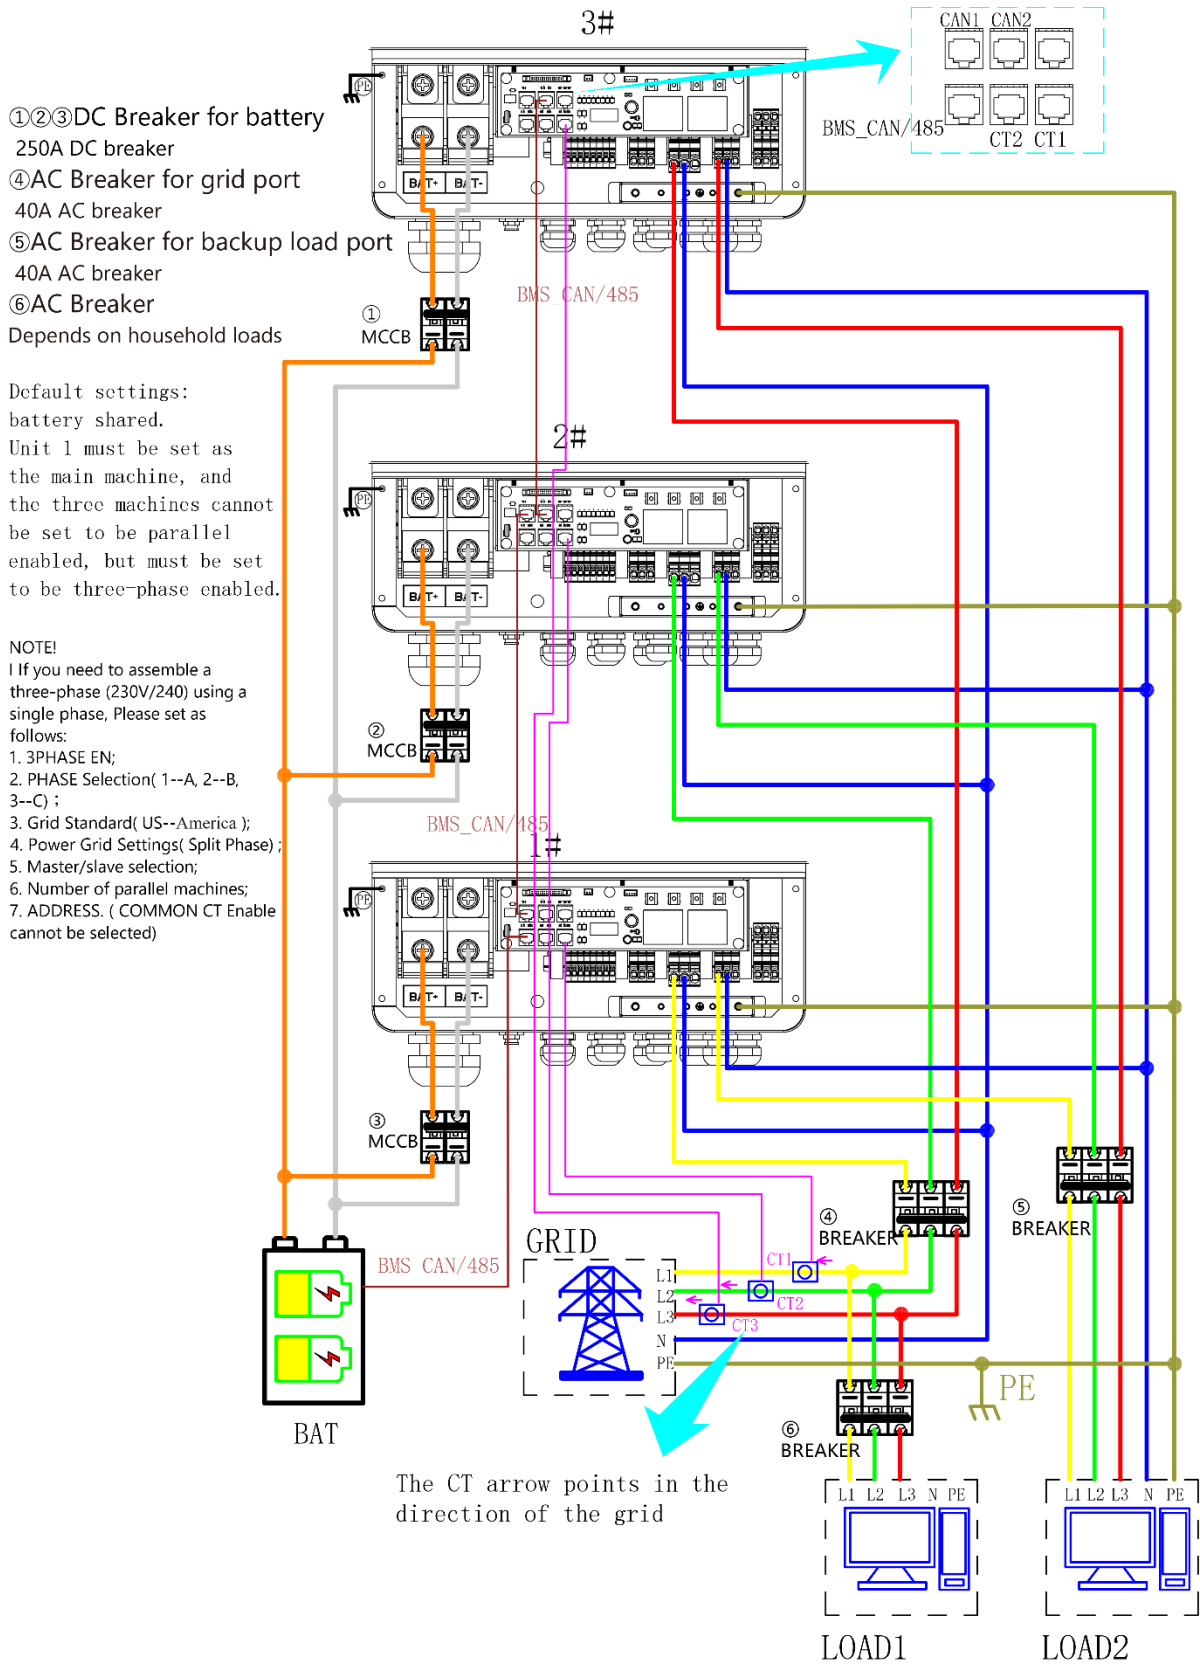 3#
CAN1 CAN2
BMS_CAN/485
CT2 CT1
①②③DC Breaker for battery
250A DC breaker
④AC Breaker for grid port
40A AC breaker
⑤AC Breaker for backup load port
40A AC breaker
⑥AC Breaker
Depends on household loads
PE
BAT+ BAT-
BMS_CAN/485
①
MCCB
Default settings:
battery shared.
Unit 1 must be set as
the main machine, and
the three machines cannot
be set to be parallel
enabled, but must be set
to be three-phase enabled.
2#
PE
BAT+ BAT-
NOTE!
I If you need to assemble a
three-phase (230V/240) using a
single phase, Please set as
follows:
1. 3PHASE EN;
2. PHASE Selection( 1--A, 2--B,
3--C) ;
3. Grid Standard( US--America );
4. Power Grid Settings( Split Phase) ;
5. Master/slave selection;
6. Number of parallel machines;
7. ADDRESS. ( COMMON CT Enable
cannot be selected)
②
MCCB
BMS_CAN/485
1#
PE
BAT+ BAT-
③
MCCB
④
BREAKER
⑤
BREAKER
GRID
BMS CAN/485
CT1
CT2
CT3
L1
L2
L3
N
PE
PE
BAT
⑥
BREAKER
The CT arrow points in the
direction of the grid
L1 L2 L3 N PE
L1 L2 L3 N PE
LOAD1
LOAD2